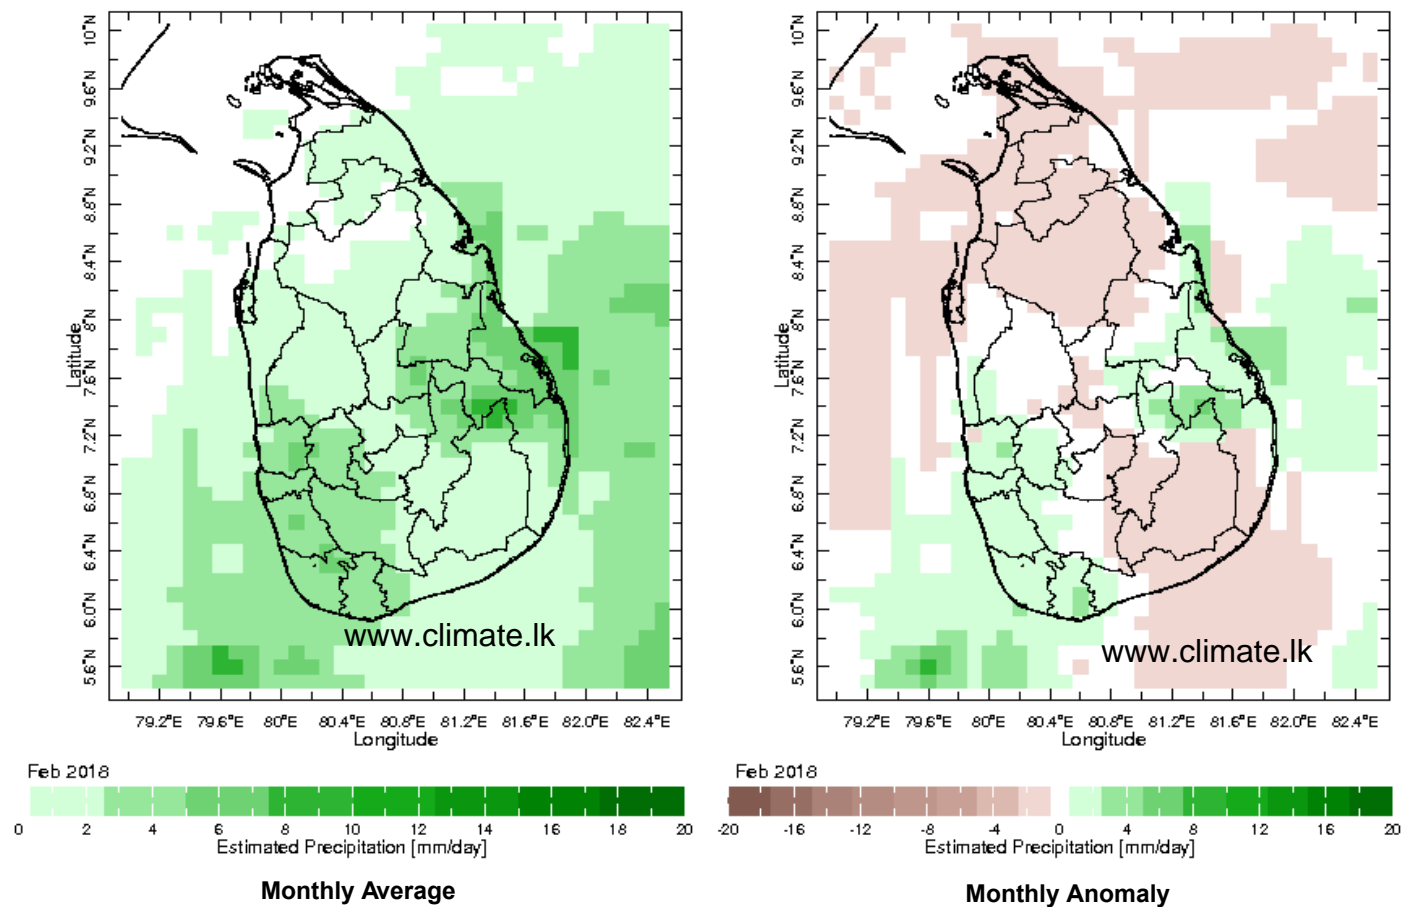 10°N
9.6°N
9.2°N
8.8°N
8.4°N
8°N
7.6°N
7.2°N
6.8°N
6.4°N
6.0°N
5.6°N
Latitude
www.climate.lk
79.2°E 79.6°E 80°E 80.4°E 80.8°E 81.2°E 81.6°E 82.0°E 82.4°E
Longitude
Feb 2018
0 2 4 6 8 10 12 14 16 20
Estimated Precipitation [mm/day]
Monthly Average
10°N
9.6°N
9.2°N
8.8°N
8.4°N
8°N
7.6°N
7.2°N
6.8°N
6.4°N
6.0°N
5.6°N
Latitude
www.climate.lk
79.2°E 79.6°E 80°E 80.4°E 80.8°E 81.2°E 81.6°E 82.0°E 82.4°E
Longitude
Feb 2018
-20 -16 -12 -8 -4 0 4 8 12 16 20
Estimated Precipitation [mm/day]
Monthly Anomaly